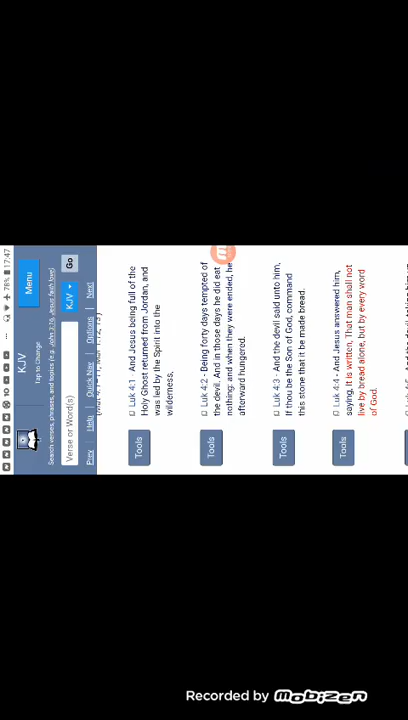 78% 12:47
KJV
Tap to Change
Menu
Search verses, phrases, and topics (e.g. John 3:16, Jesus faith love)
Verse or Word(s)
KJV
Go
Prev
Help
Quick Nav
Options
Next
Tools
Luk 4:1 - And Jesus being full of the
Holy Ghost returned from Jordan, and
was led by the Spirit into the
wilderness,
Tools
Luk 4:2 - Being forty days tempted of
the devil. And in those days he did eat
nothing: and when they were ended, he
afterward hungered.
Tools
Luk 4:3 - And the devil said unto him,
If thou be the Son of God, command
this stone that it be made bread.
Tools
Luk 4:4 - And Jesus answered him,
saying, It is written, That man shall not
live by bread alone, but by every word
of God.
Recorded by mobizen